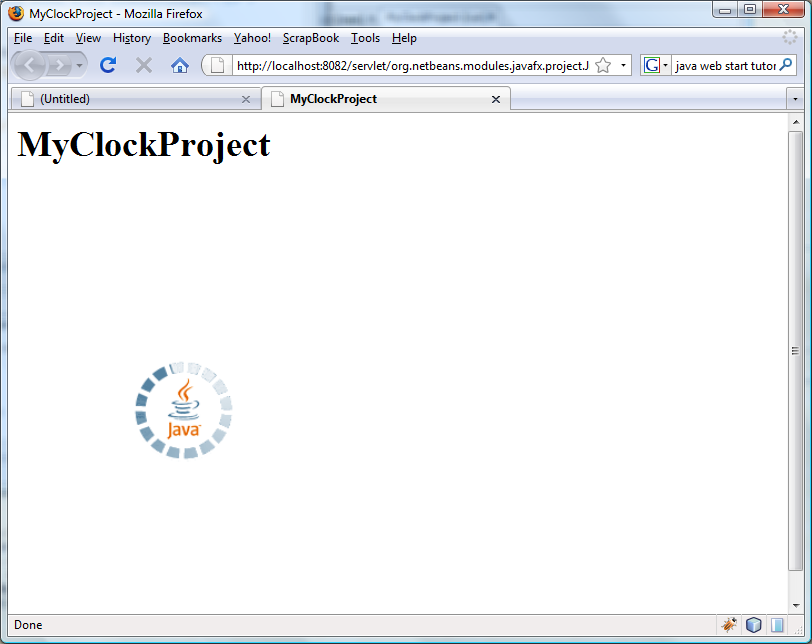 MyClockProject - Mozilla Firefox
File Edit View History Bookmarks Yahoo! ScrapBook Tools Help
http://localhost:8082/servlet/org.netbeans.modules.javafx.project.J
G
java web start tutor
(Untitled)
MyClockProject
MyClockProject
Java
Done